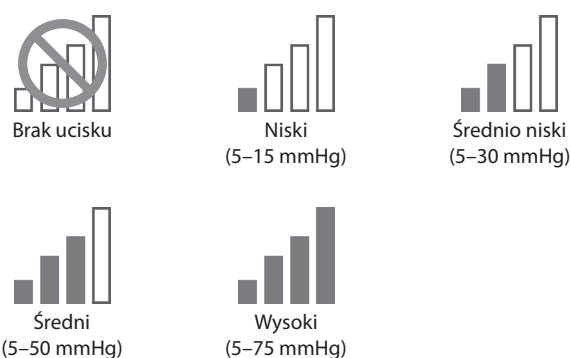 Brak ucisku
Niski
(5–15 mmHg)
Średnio niski
(5–30 mmHg)
Średni
(5–50 mmHg)
Wysoki
(5–75 mmHg)